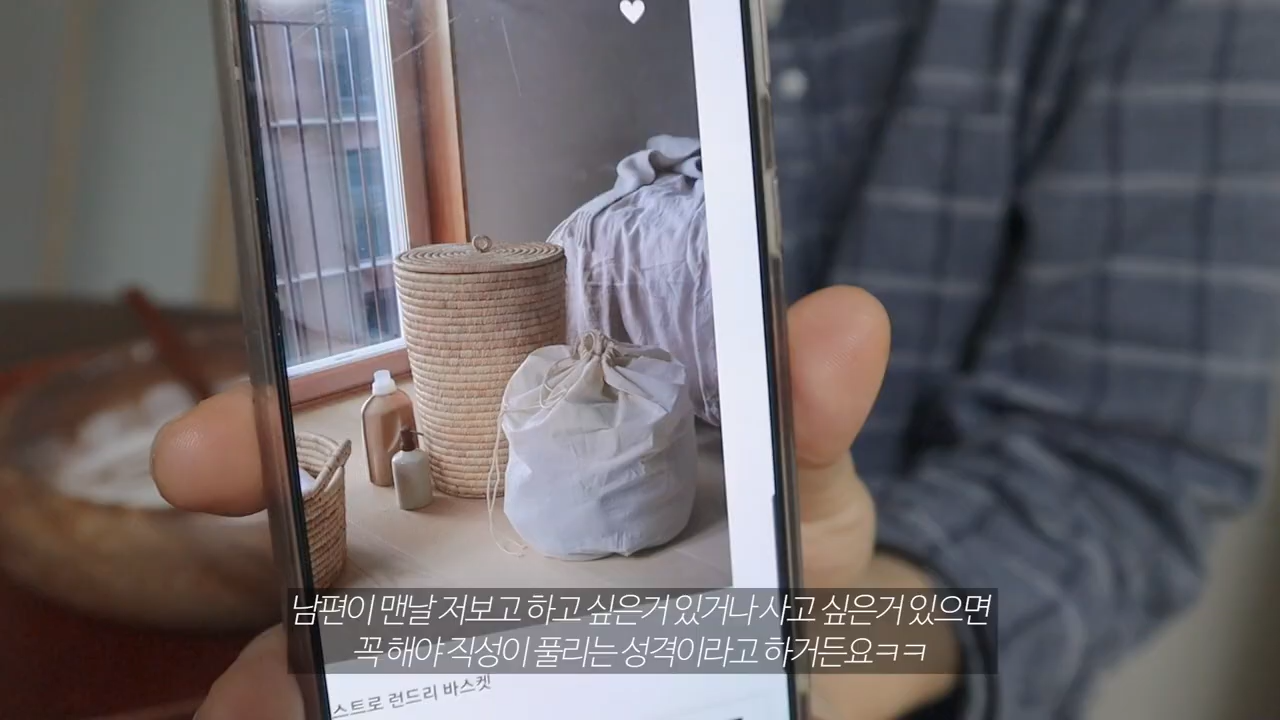 남편이 맨날 저보고 하고 싶은거 있거나 사고 싶은거 있으면
꼭 해야 직성이 풀리는 성격이라고 하거든요ㅋㅋ
스트로 런드리 바스켓